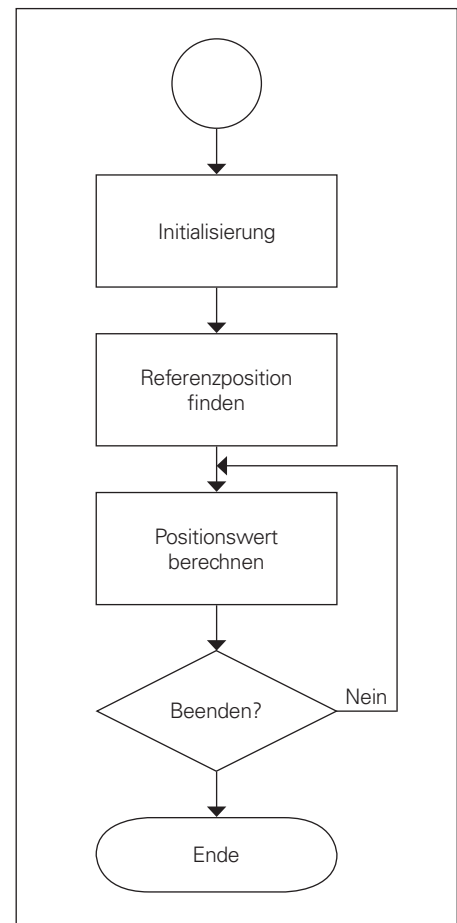 Initialisierung
Referenzposition
finden
Positionswert
berechnen
Beenden?
Nein
Ende